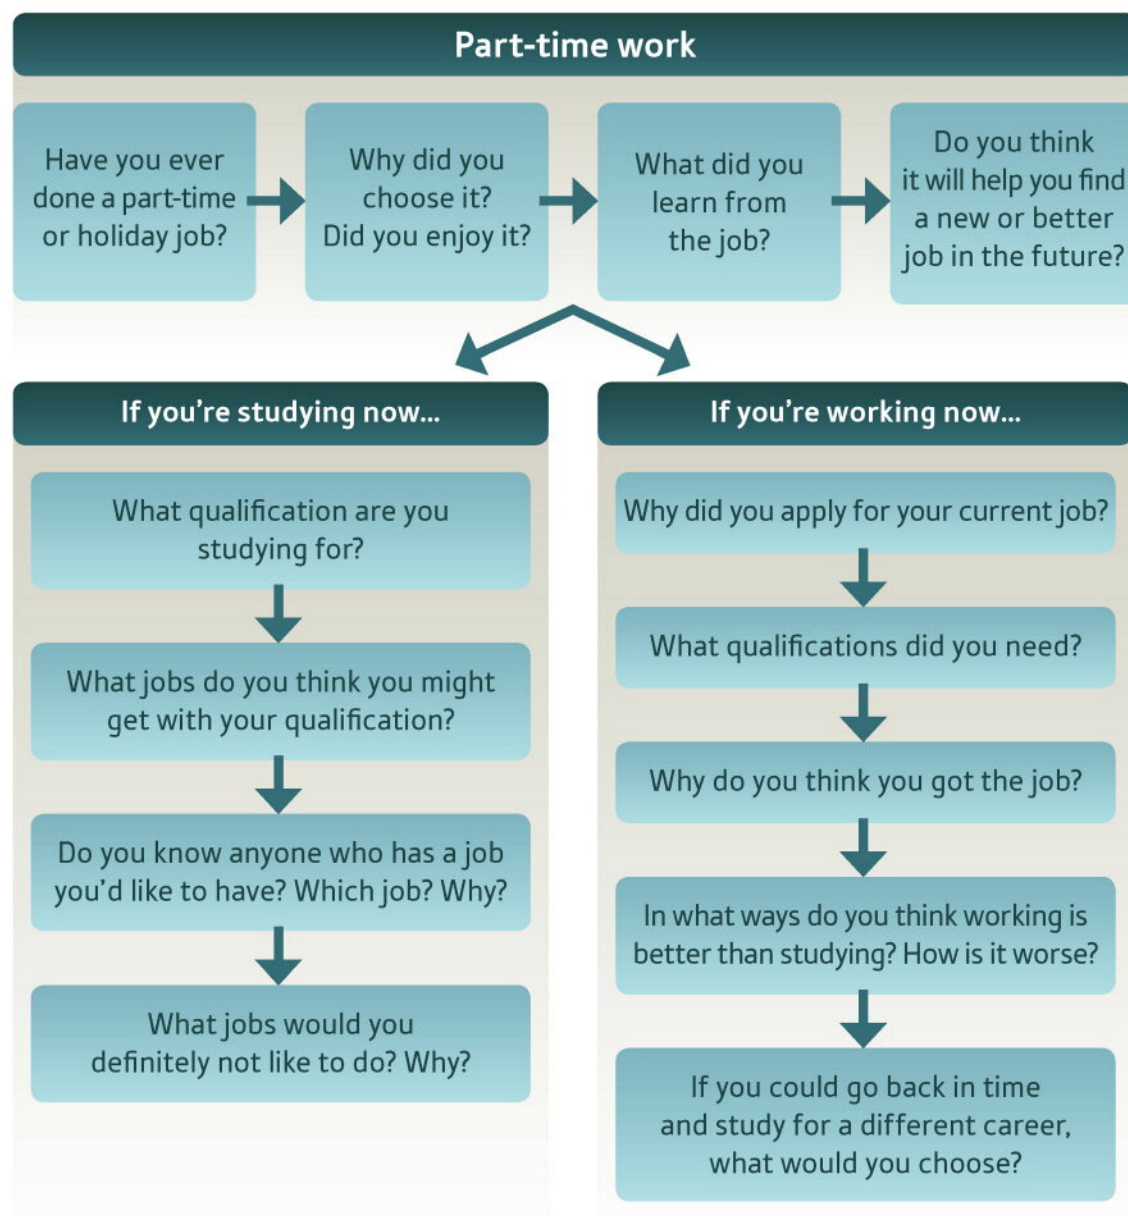 Part-time work
Have you ever
done a part-time
or holiday job?
Why did you
choose it?
Did you enjoy it?
What did you
learn from
the job?
Do you think
it will help you find
a new or better
job in the future?
If you’re studying now...
What qualification are you
studying for?
What jobs do you think you might
get with your qualification?
Do you know anyone who has a job
you’d like to have? Which job? Why?
What jobs would you
definitely not like to do? Why?
If you’re working now...
Why did you apply for your current job?
What qualifications did you need?
Why do you think you got the job?
In what ways do you think working is
better than studying? How is it worse?
If you could go back in time
and study for a different career,
what would you choose?